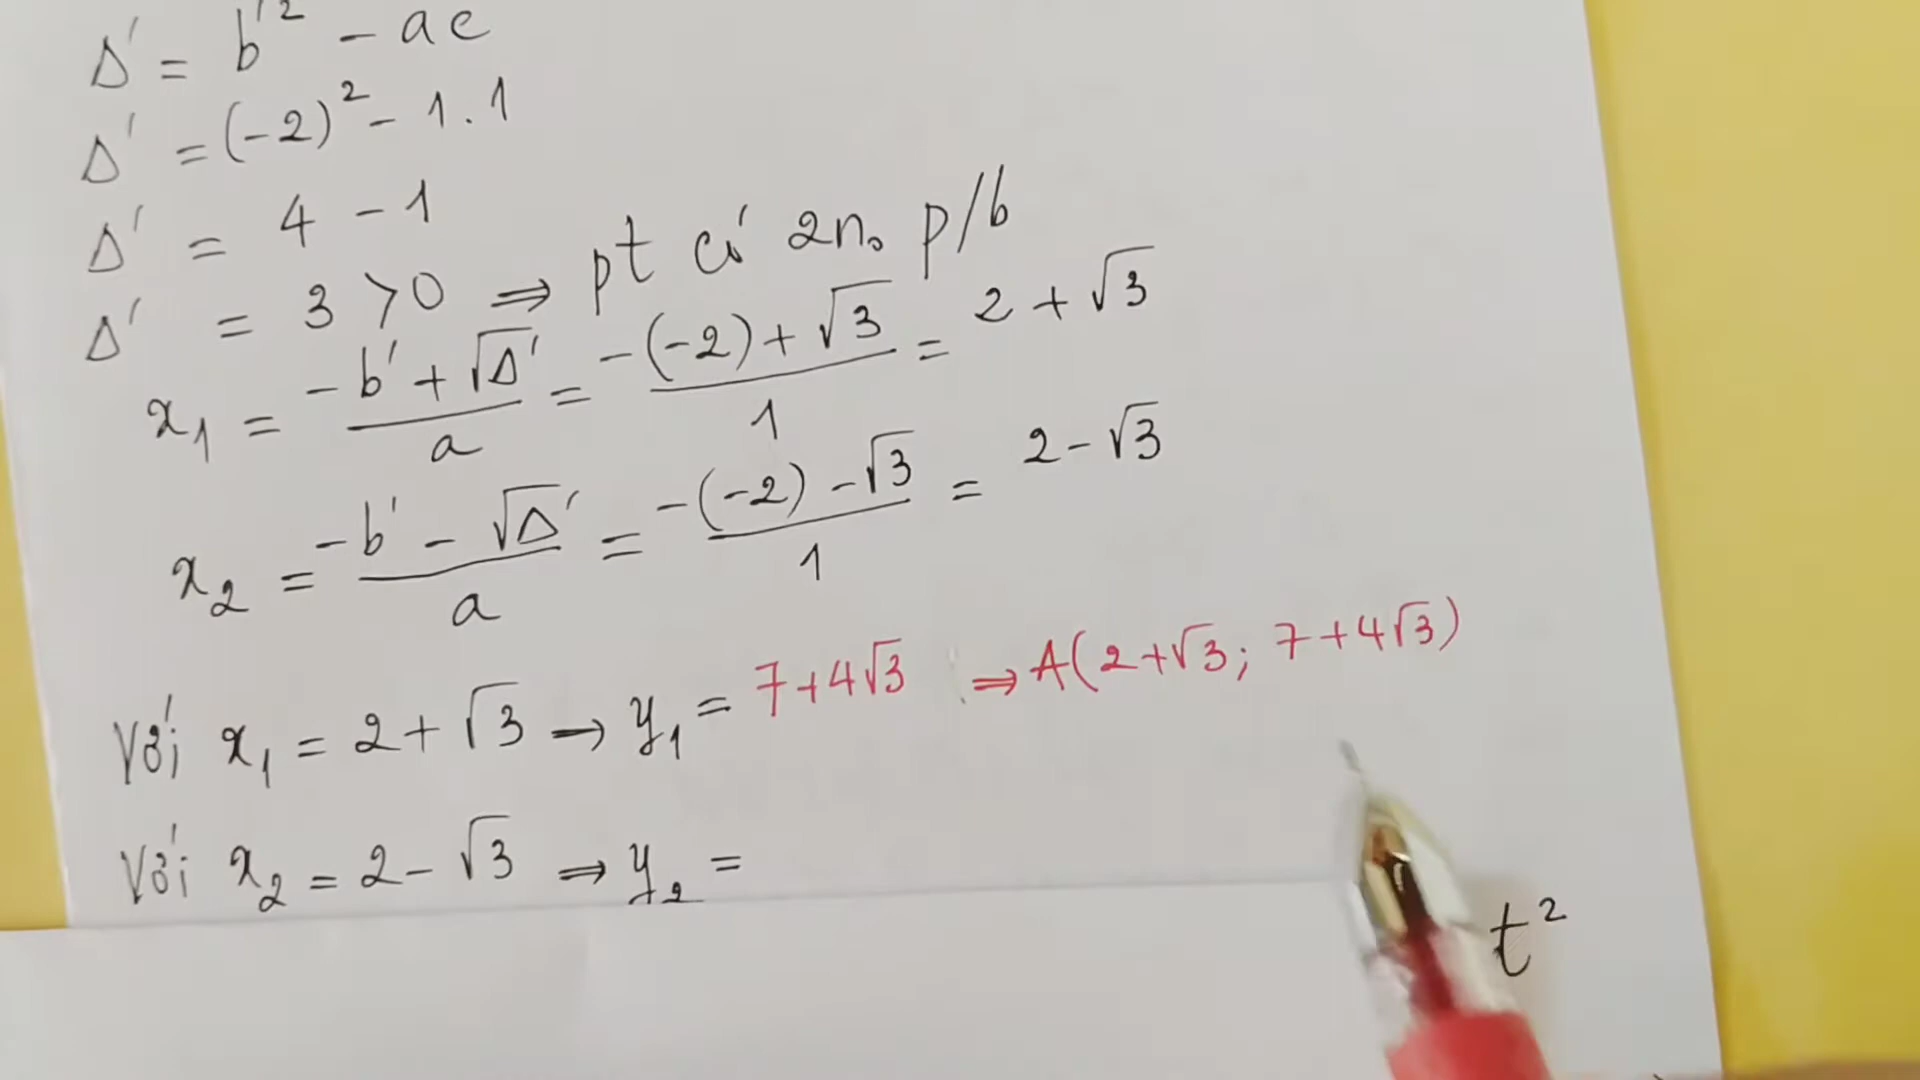 Δ' = b'² - ac
Δ' = (-2)² - 1.1
Δ' = 4 - 1
Δ' = 3 > 0 ⇒ pt có 2no p/b
x₁ = (-b' + √Δ')/a = (-(-2) + √3)/1 = 2 + √3
x₂ = (-b' - √Δ')/a = (-(-2) - √3)/1 = 2 - √3
Với x₁ = 2 + √3 → y₁ = 7 + 4√3 ⇒ A(2+√3; 7+4√3)
Với x₂ = 2 - √3 ⇒ y₂ =
t²